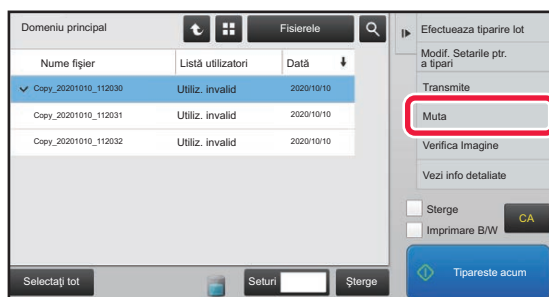 Domeniu principal
Fisierele
Nume fişier
Listă utilizatori
Dată
Copy_20201010_112030
Utiliz. invalid
2020/10/10
Copy_20201010_112031
Utiliz. invalid
2020/10/10
Copy_20201010_112032
Utiliz. invalid
2020/10/10
Selectaţi tot
Seturi
Şterge
Efectueaza tiparire lot
Modif. Setarile ptr.
a tipari
Transmite
Muta
Verifica Imagine
Vezi info detaliate
Sterge
Imprimare B/W
CA
Tipareste acum